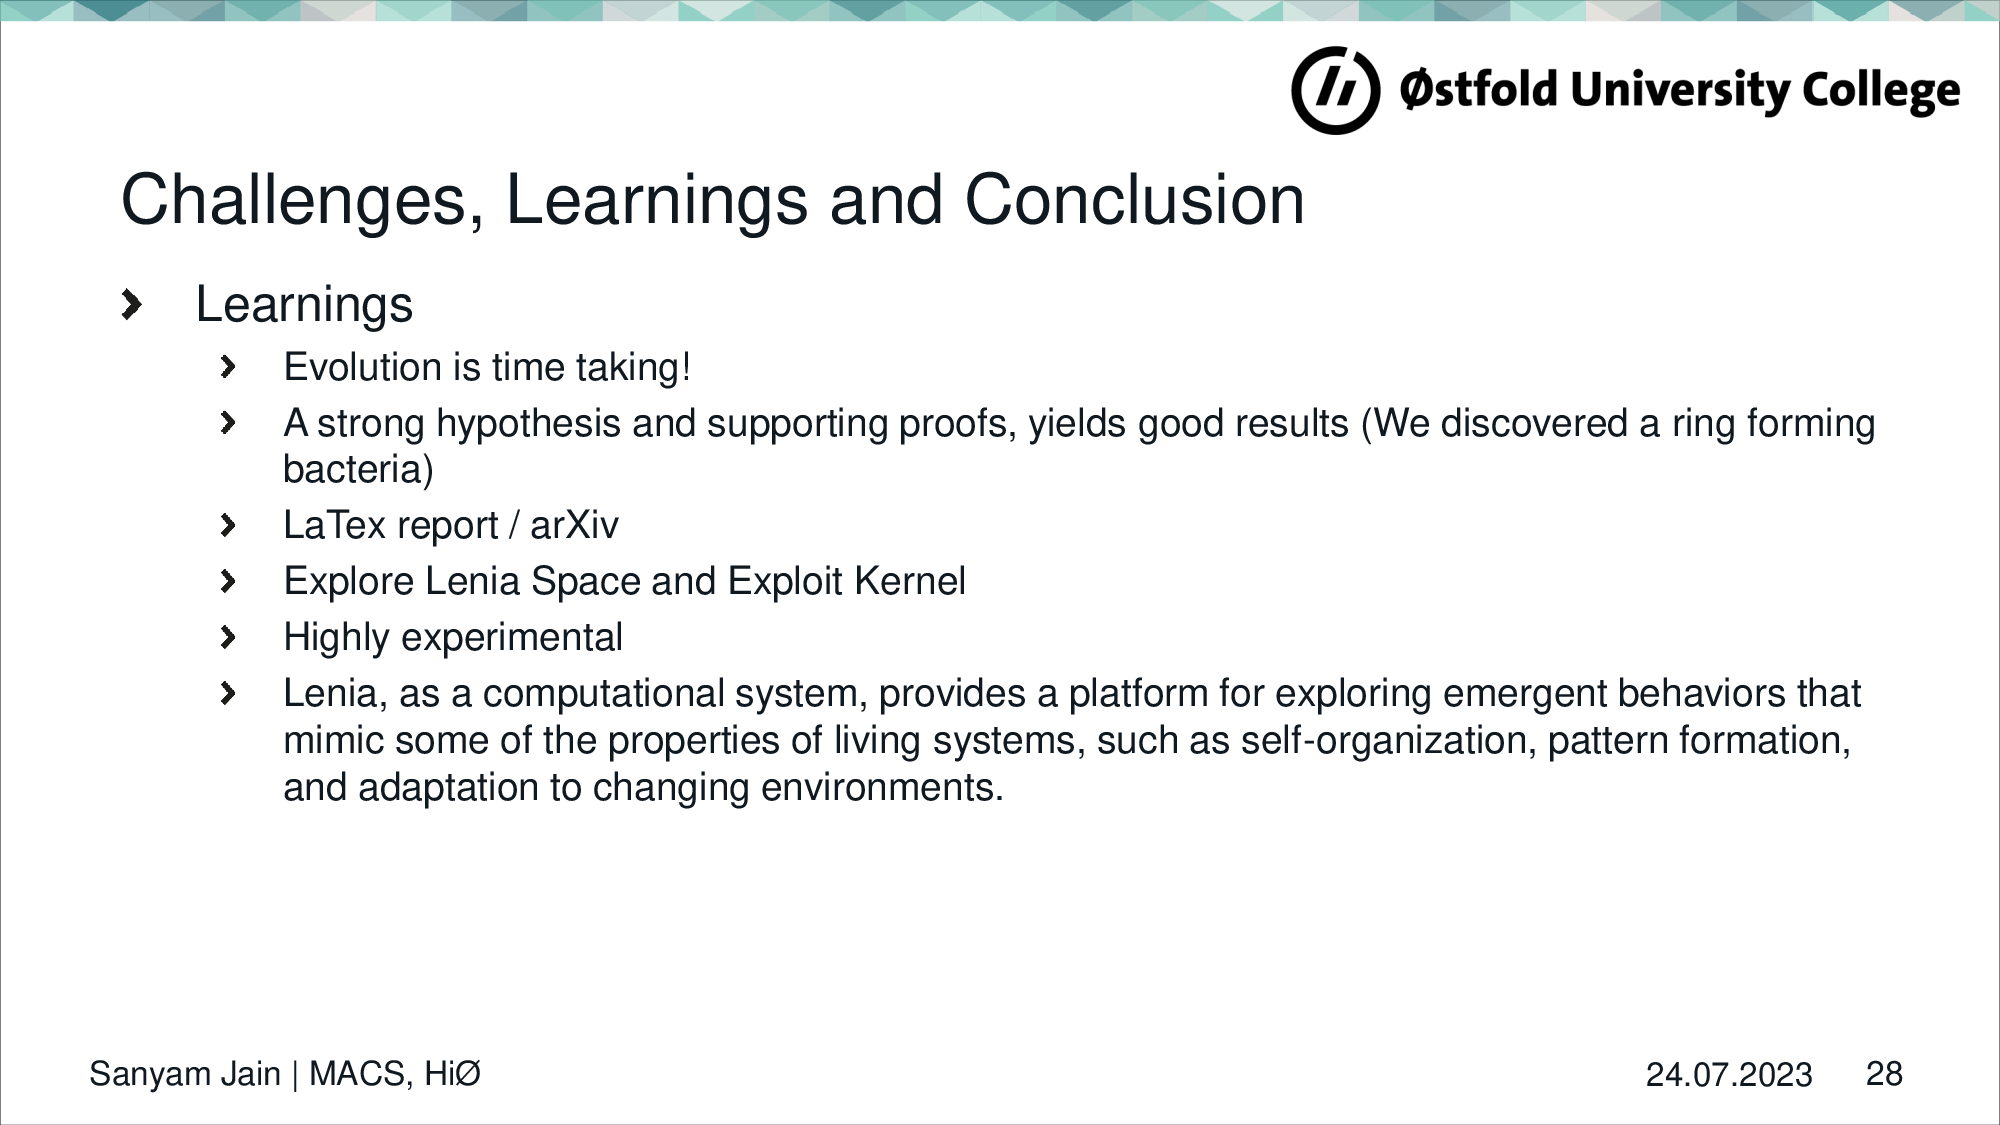 Østfold University College
Challenges, Learnings and Conclusion
Learnings
Evolution is time taking!
A strong hypothesis and supporting proofs, yields good results (We discovered a ring forming
bacteria)
LaTex report / arXiv
Explore Lenia Space and Exploit Kernel
Highly experimental
Lenia, as a computational system, provides a platform for exploring emergent behaviors that
mimic some of the properties of living systems, such as self-organization, pattern formation,
and adaptation to changing environments.
Sanyam Jain | MACS, HiØ
24.07.2023
28